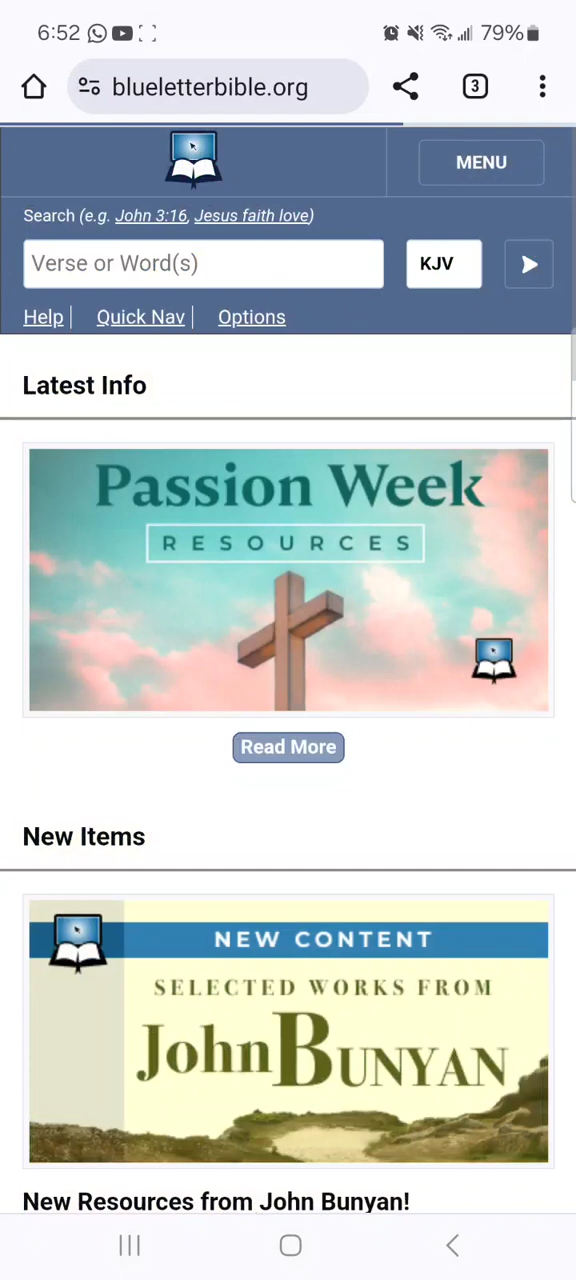 6:52
79%
blueletterbible.org
3
MENU
Search (e.g. John 3:16, Jesus faith love)
Verse or Word(s)
KJV
Help
Quick Nav
Options
Latest Info
Passion Week
RESOURCES
Read More
New Items
NEW CONTENT
SELECTED WORKS FROM
John BUNYAN
New Resources from John Bunyan!